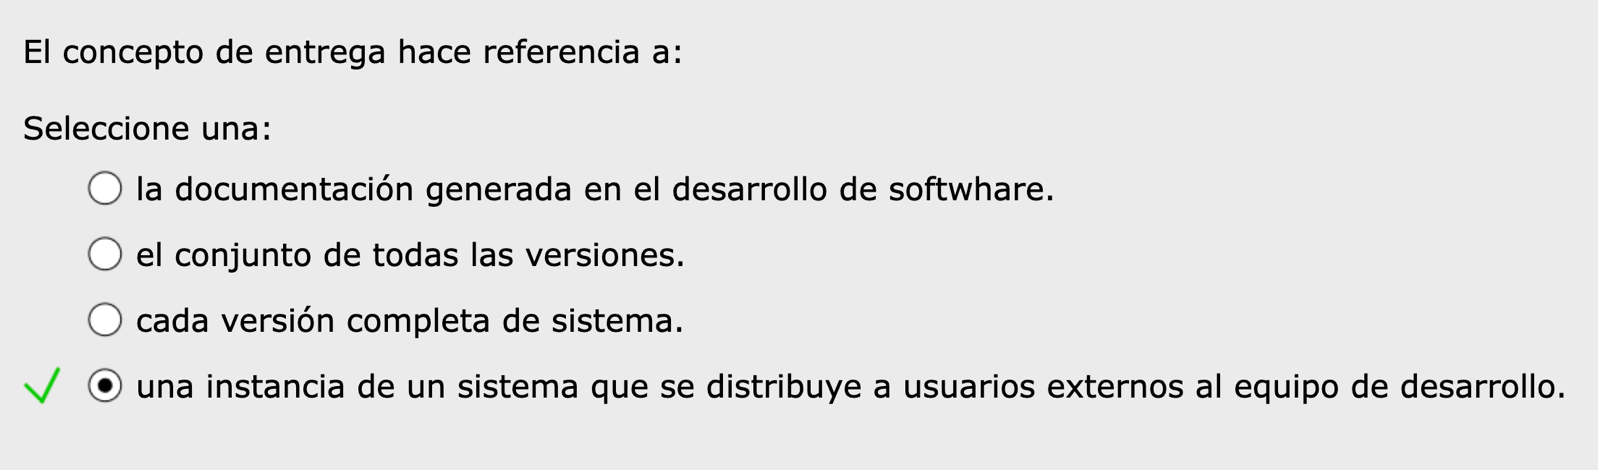 El concepto de entrega hace referencia a:
Seleccione una:
la documentación generada en el desarrollo de softwhare.
el conjunto de todas las versiones.
cada versión completa de sistema.
una instancia de un sistema que se distribuye a usuarios externos al equipo de desarrollo.